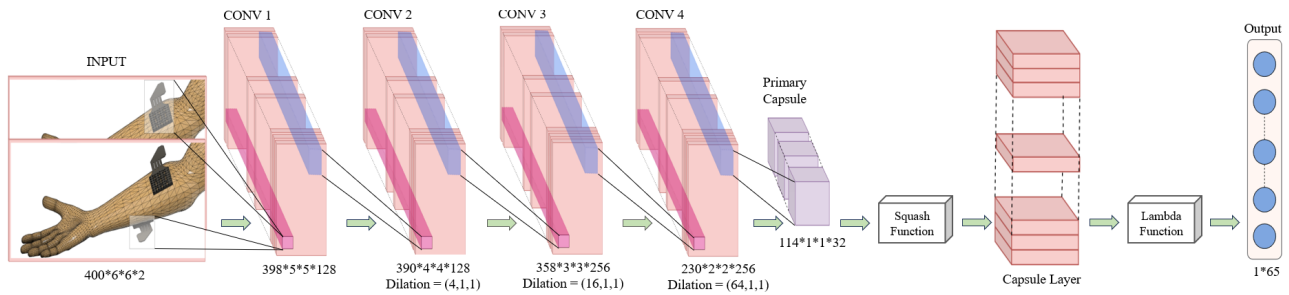 INPUT
400*6*6*2
CONV 1
398*5*5*128
CONV 2
390*4*4*128
Dilation = (4,1,1)
CONV 3
358*3*3*256
Dilation = (16,1,1)
CONV 4
230*2*2*256
Dilation = (64,1,1)
Primary
Capsule
114*1*1*32
Squash
Function
Capsule Layer
Lambda
Function
Output
1*65